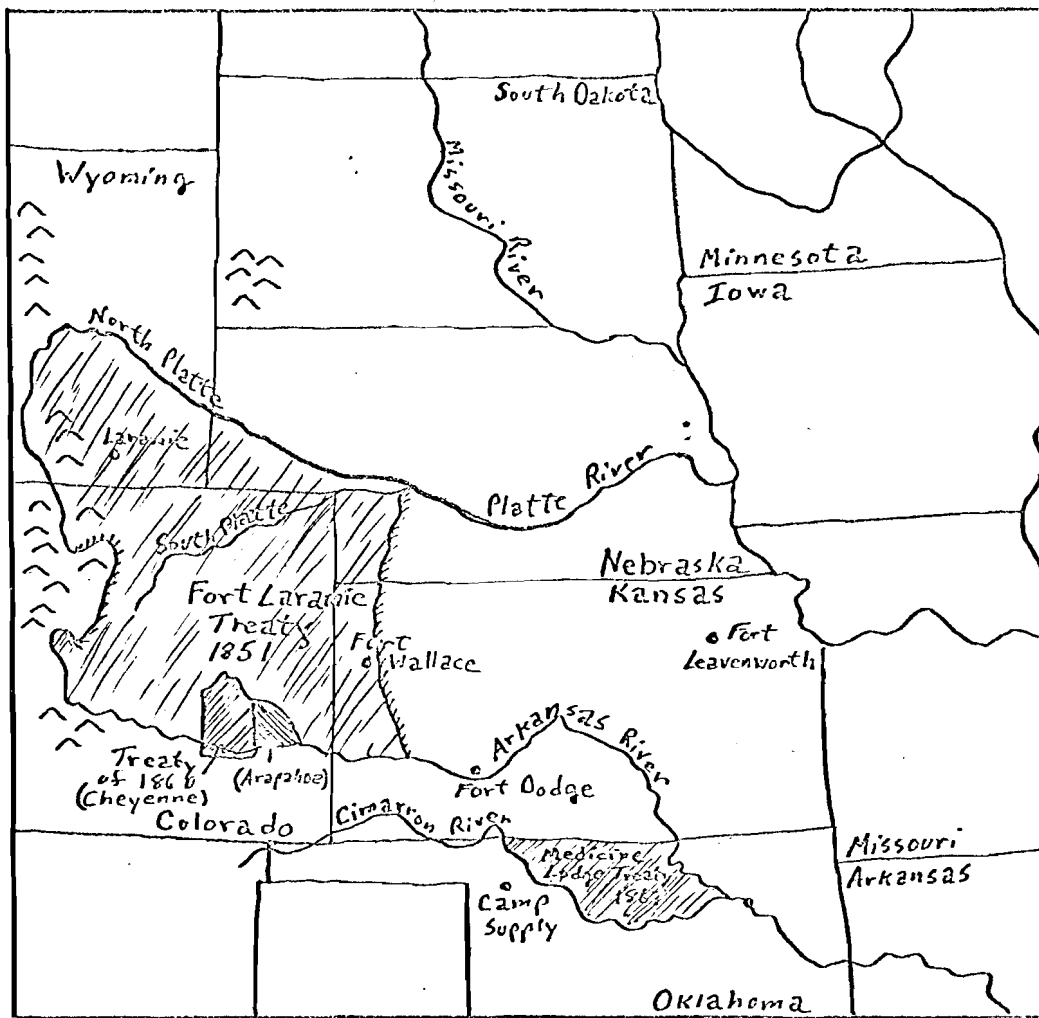 South Dakota
Wyoming
Missouri
River
Minnesota
Iowa
North Platte
Laramie
Platte River
South Platte
Nebraska
Kansas
Fort Laramie
Treaty
1851
Fort
Wallace
Fort
Leavenworth
Arkansas River
Treaty
of 1860
(Cheyenne)
(Arapahoe)
Fort Dodge
Colorado
Cimarron River
Missouri
Arkansas
Medicine
Lodge Treaty
Camp
Supply
Oklahoma